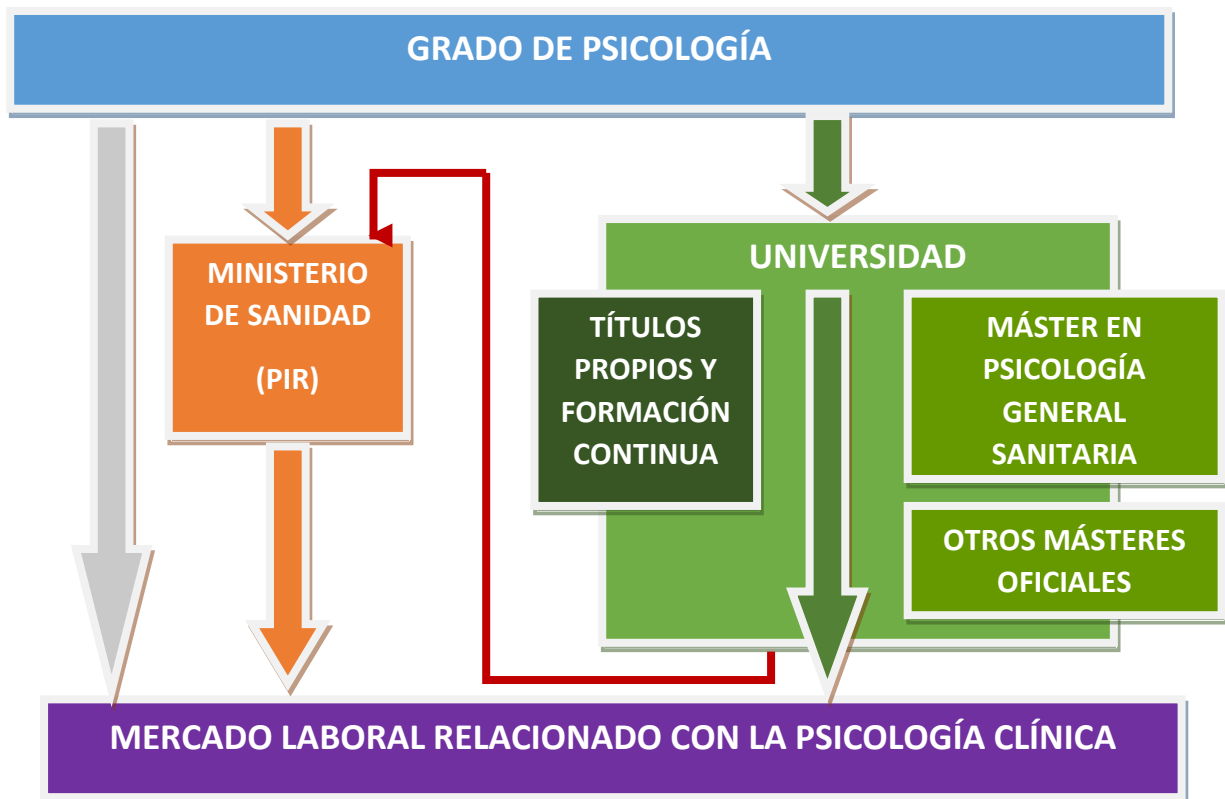 GRADO DE PSICOLOGÍA
MINISTERIO
DE SANIDAD
(PIR)
UNIVERSIDAD
TÍTULOS
PROPIOS Y
FORMACIÓN
CONTINUA
MÁSTER EN
PSICOLOGÍA
GENERAL
SANITARIA
OTROS MÁSTERES
OFICIALES
MERCADO LABORAL RELACIONADO CON LA PSICOLOGÍA CLÍNICA